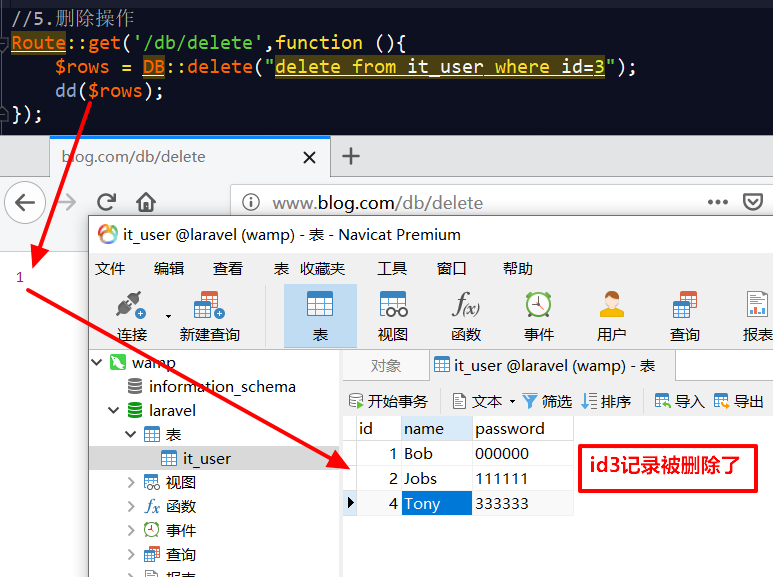 //5.删除操作
Route::get('/db/delete',function (){
$rows = DB::delete("delete from it_user where id=3");
dd($rows);
});
blog.com/db/delete
www.blog.com/db/delete
1
it_user @laravel (wamp) - 表 - Navicat Premium
文件 编辑 查看 表 收藏夹 工具 窗口 帮助
连接 新建查询 表 视图 函数 事件 用户 查询 报表
wamp
information_schema
laravel
表
it_user
视图
函数
事件
查询
报表
对象 it_user @laravel (wamp) - 表
开始事务 文本 筛选 排序 导入 导出
id name password
1 Bob 000000
2 Jobs 111111
4 Tony 333333
id3记录被删除了